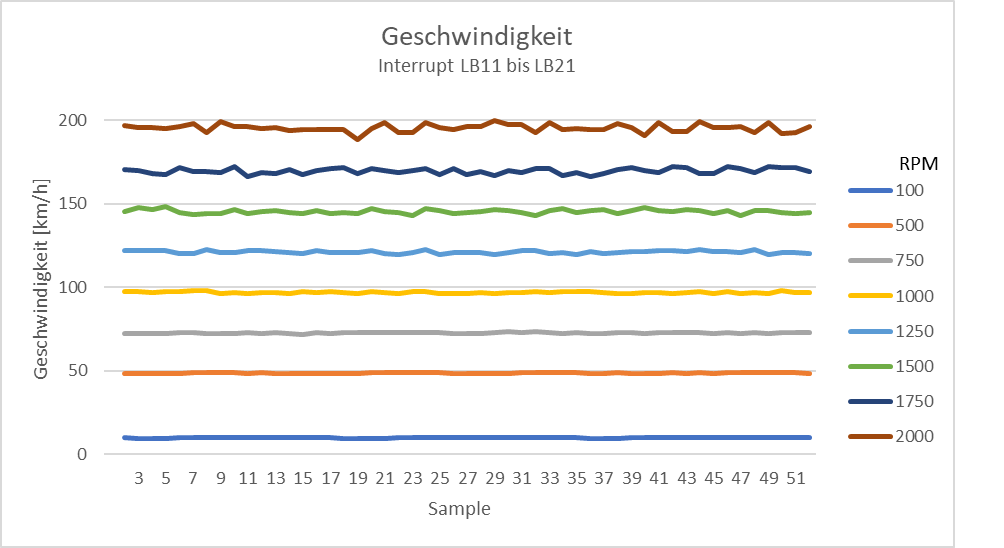 Geschwindigkeit
Interrupt LB11 bis LB21
Geschwindigkeit [km/h]
200
150
100
50
0
3 5 7 9 11 13 15 17 19 21 23 25 27 29 31 33 35 37 39 41 43 45 47 49 51
Sample
RPM
100
500
750
1000
1250
1500
1750
2000